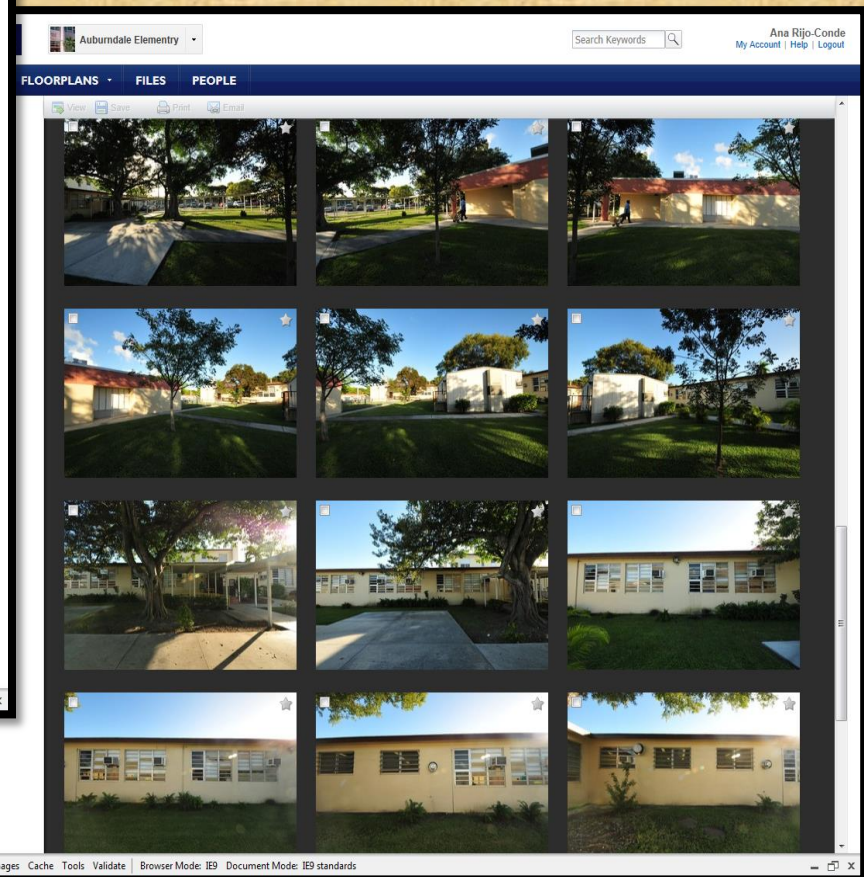 Auburndale Elementry
Search Keywords
Ana Rijo-Conde
My Account | Help | Logout
FLOORPLANS FILES PEOPLE
View Save Print Email
Cache Tools Validate Browser Mode: IE9 Document Mode: IE9 standards